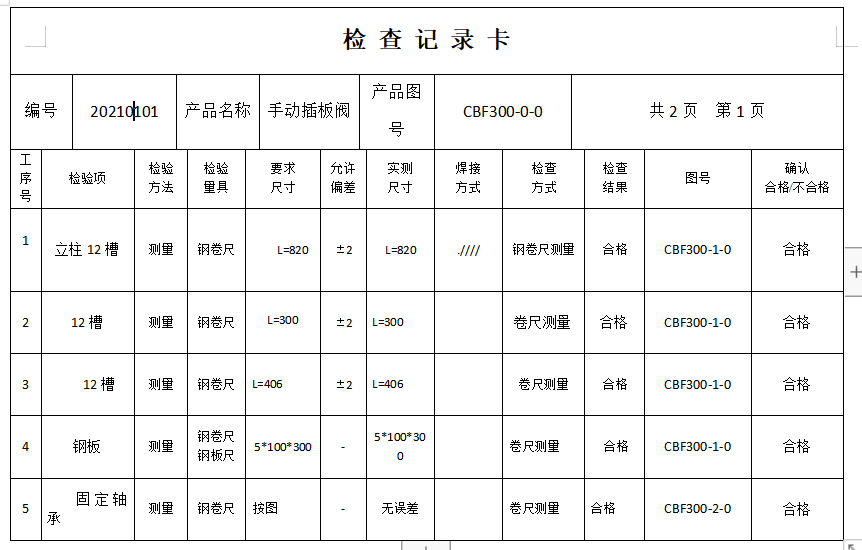 检 查 记 录 卡
编号 20210101 产品名称 手动插板阀 产品图号 CBF300-0-0 共 2 页 第 1 页
工序号 检验项 检验方法 检验量具 要求尺寸 允许偏差 实测尺寸 焊接方式 检查方式 检查结果 图号 确认合格/不合格
1 立柱 12 槽 测量 钢卷尺 L=820 ±2 L=820 .//// 钢卷尺测量 合格 CBF300-1-0 合格
2 12 槽 测量 钢卷尺 L=300 ±2 L=300 卷尺测量 合格 CBF300-1-0 合格
3 12 槽 测量 钢卷尺 L=406 ±2 L=406 卷尺测量 合格 CBF300-1-0 合格
4 钢板 测量 钢卷尺钢板尺 5*100*300 - 5*100*300 卷尺测量 合格 CBF300-1-0 合格
5 固定轴承 测量 钢卷尺 按图 - 无误差 卷尺测量 合格 CBF300-2-0 合格